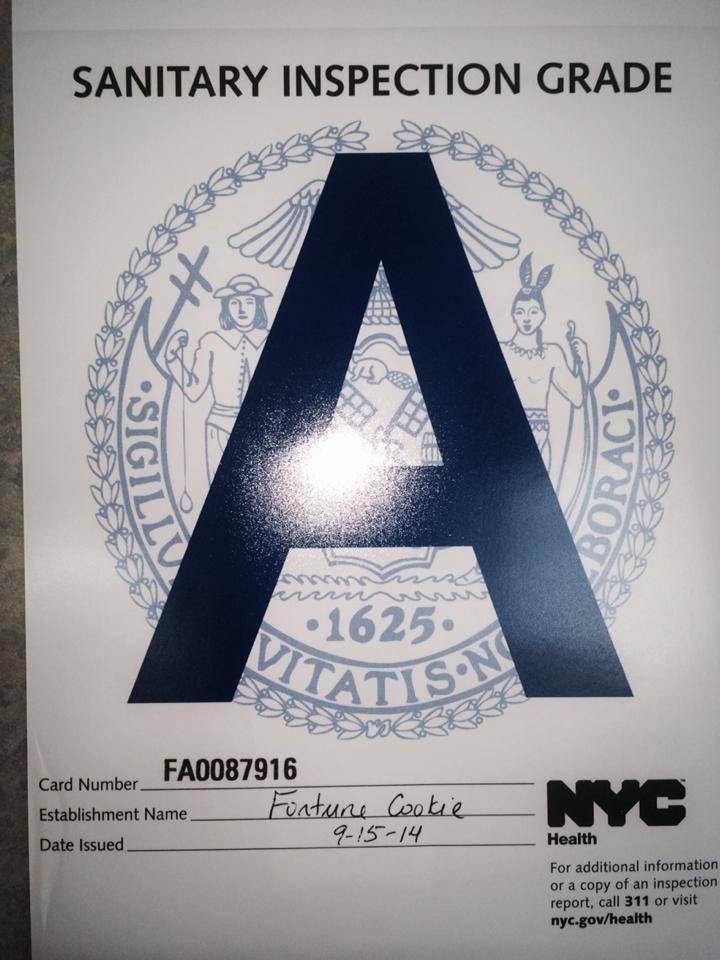 SANITARY INSPECTION GRADE
A
·SIGILLU
VITATIS·NO
BORACI·
·1625·
Card Number FA0087916
Establishment Name Fortune Cookie
Date Issued 9-15-14
NYC
Health
For additional information
or a copy of an inspection
report, call 311 or visit
nyc.gov/health